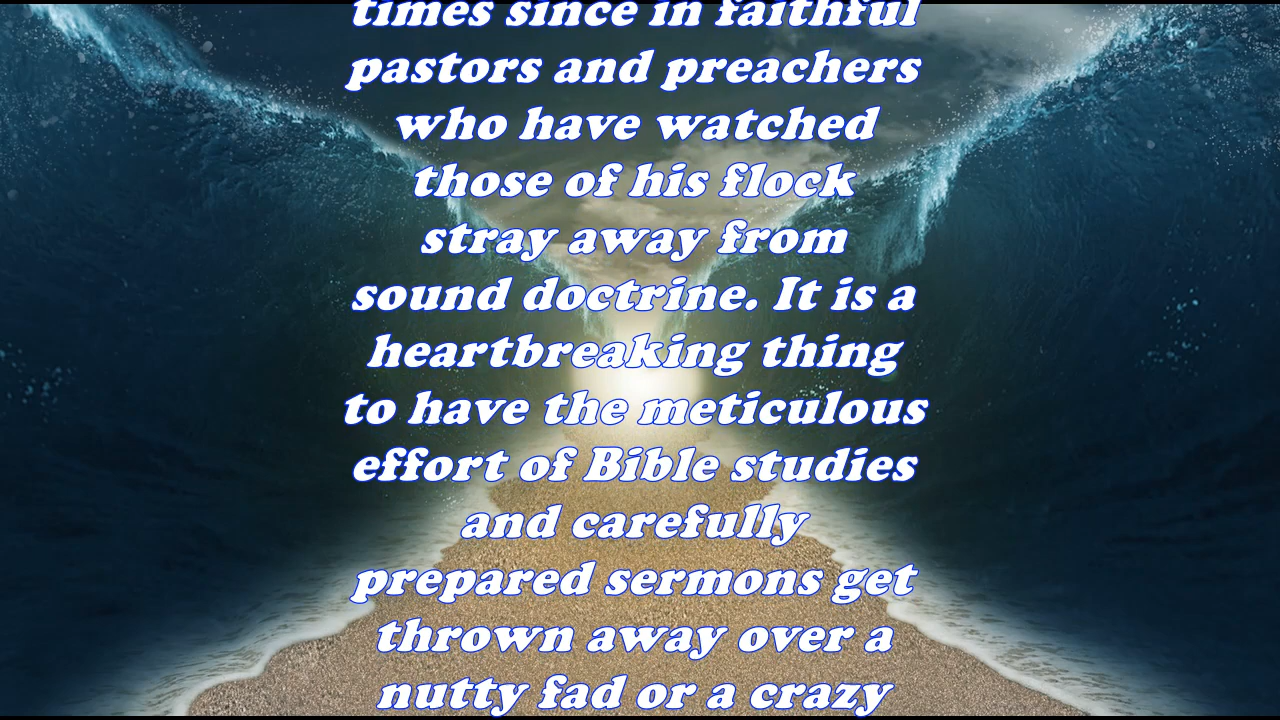 times since in faithful
pastors and preachers
who have watched
those of his flock
stray away from
sound doctrine. It is a
heartbreaking thing
to have the meticulous
effort of Bible studies
and carefully
prepared sermons get
thrown away over a
nutty fad or a crazy